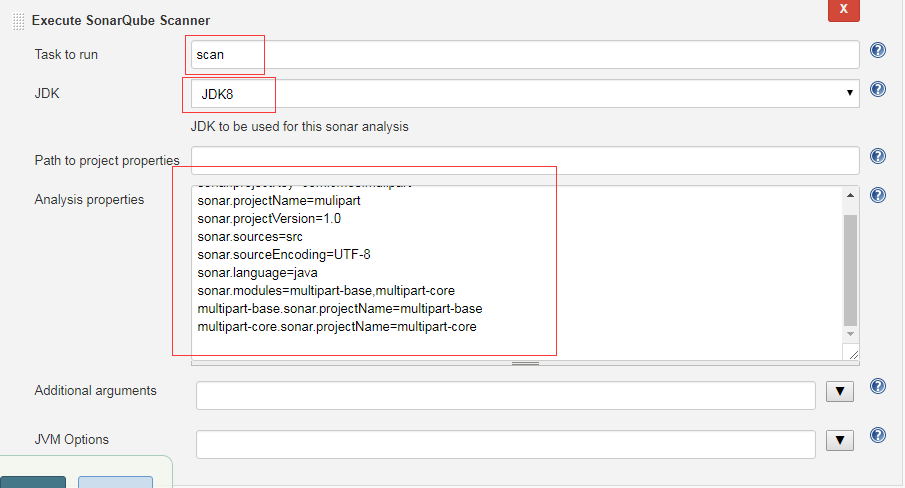 X
Execute SonarQube Scanner
Task to run
scan
JDK
JDK8
JDK to be used for this sonar analysis
Path to project properties
Analysis properties
sonar.projectName=mulipart
sonar.projectVersion=1.0
sonar.sources=src
sonar.sourceEncoding=UTF-8
sonar.language=java
sonar.modules=multipart-base,multipart-core
multipart-base.sonar.projectName=multipart-base
multipart-core.sonar.projectName=multipart-core
Additional arguments
JVM Options